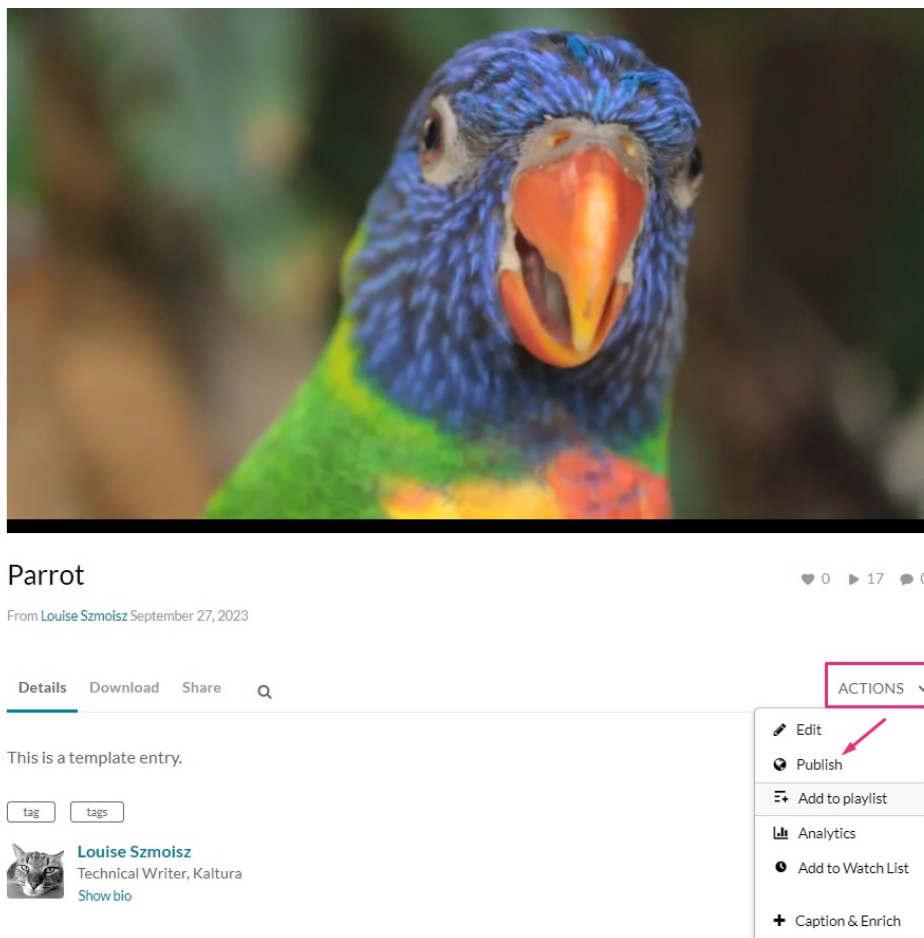 Parrot
0 17 0
From Louise Szmoisz September 27, 2023
Details Download Share
ACTIONS
Edit
Publish
Add to playlist
Analytics
Add to Watch List
Caption & Enrich
This is a template entry.
tag tags
Louise Szmoisz
Technical Writer, Kaltura
Show bio